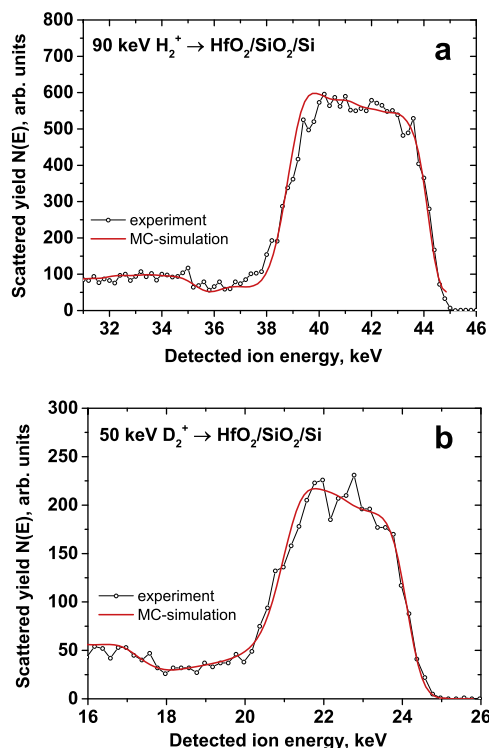 90 keV H₂⁺ → HfO₂/SiO₂/Si
a
Scattered yield N(E), arb. units
800
700
600
500
400
300
200
100
0
experiment
MC-simulation
32 34 36 38 40 42 44 46
Detected ion energy, keV
50 keV D₂⁺ → HfO₂/SiO₂/Si
b
Scattered yield N(E), arb. units
300
250
200
150
100
50
0
experiment
MC-simulation
16 18 20 22 24 26
Detected ion energy, keV